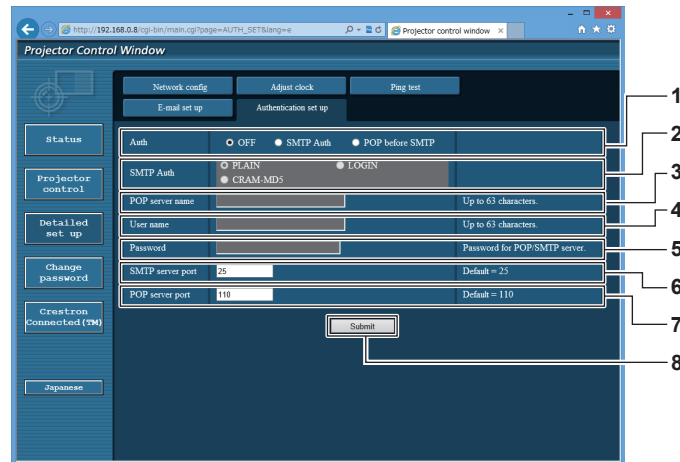 http://192.168.0.8/cgi-bin/main.cgi?page=AUTH_SET&lang=e
Projector control window
Projector Control Window
Network config
Adjust clock
Ping test
E-mail set up
Authentication set up
Status
Projector
control
Detailed
set up
Change
password
Crestron
Connected(TM)
Japanese
Auth OFF SMTP Auth POP before SMTP
1
SMTP Auth PLAIN LOGIN
CRAM-MD5
2
POP server name Up to 63 characters.
3
User name Up to 63 characters.
4
Password Password for POP/SMTP server.
5
SMTP server port 25 Default = 25
6
POP server port 110 Default = 110
7
Submit
8